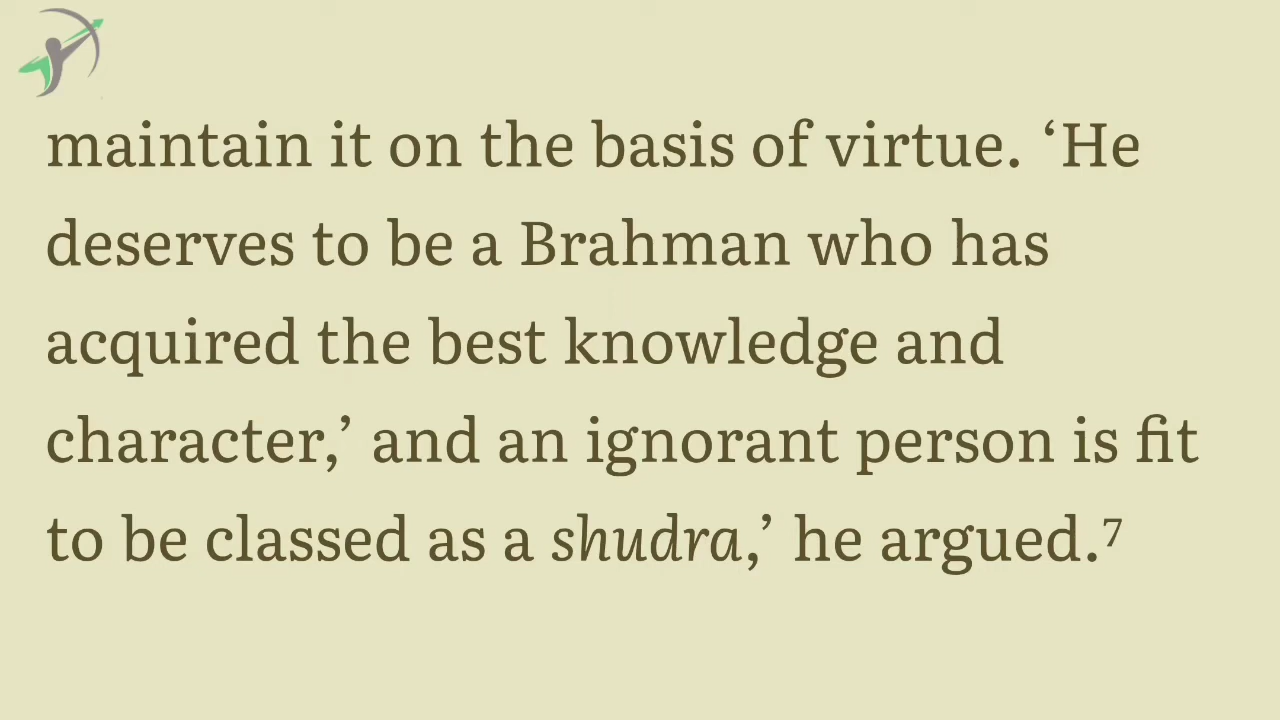 maintain it on the basis of virtue. ‘He
deserves to be a Brahman who has
acquired the best knowledge and
character,’ and an ignorant person is fit
to be classed as a shudra,’ he argued.⁷